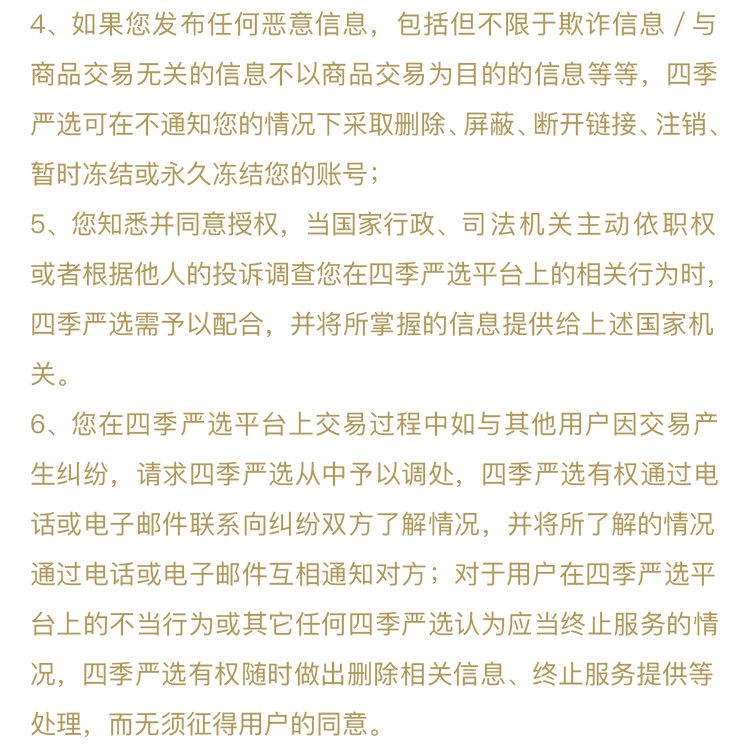 4、如果您发布任何恶意信息，包括但不限于欺诈信息/与
商品交易无关的信息不以商品交易为目的的信息等等，四季
严选可在不通知您的情况下采取删除、屏蔽、断开链接、注销、
暂时冻结或永久冻结您的账号；
5、您知悉并同意授权，当国家行政、司法机关主动依职权
或者根据他人的投诉调查您在四季严选平台上的相关行为时，
四季严选需予以配合，并将所掌握的信息提供给上述国家机
关。
6、您在四季严选平台上交易过程中如与其他用户因交易产
生纠纷，请求四季严选从中予以调处，四季严选有权通过电
话或电子邮件联系向纠纷双方了解情况，并将所了解的情况
通过电话或电子邮件互相通知对方；对于用户在四季严选平
台上的不当行为或其它任何四季严选认为应当终止服务的情
况，四季严选有权随时做出删除相关信息、终止服务提供等
处理，而无须征得用户的同意。